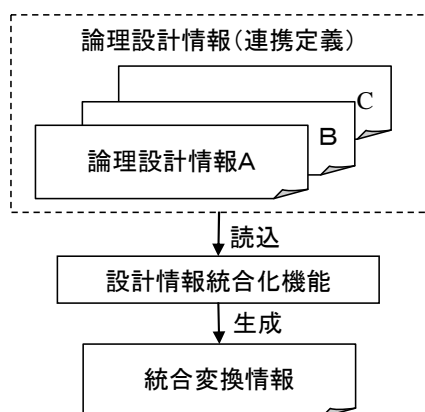 論理設計情報（連携定義）
C
B
論理設計情報A
読込
設計情報統合化機能
生成
統合変換情報